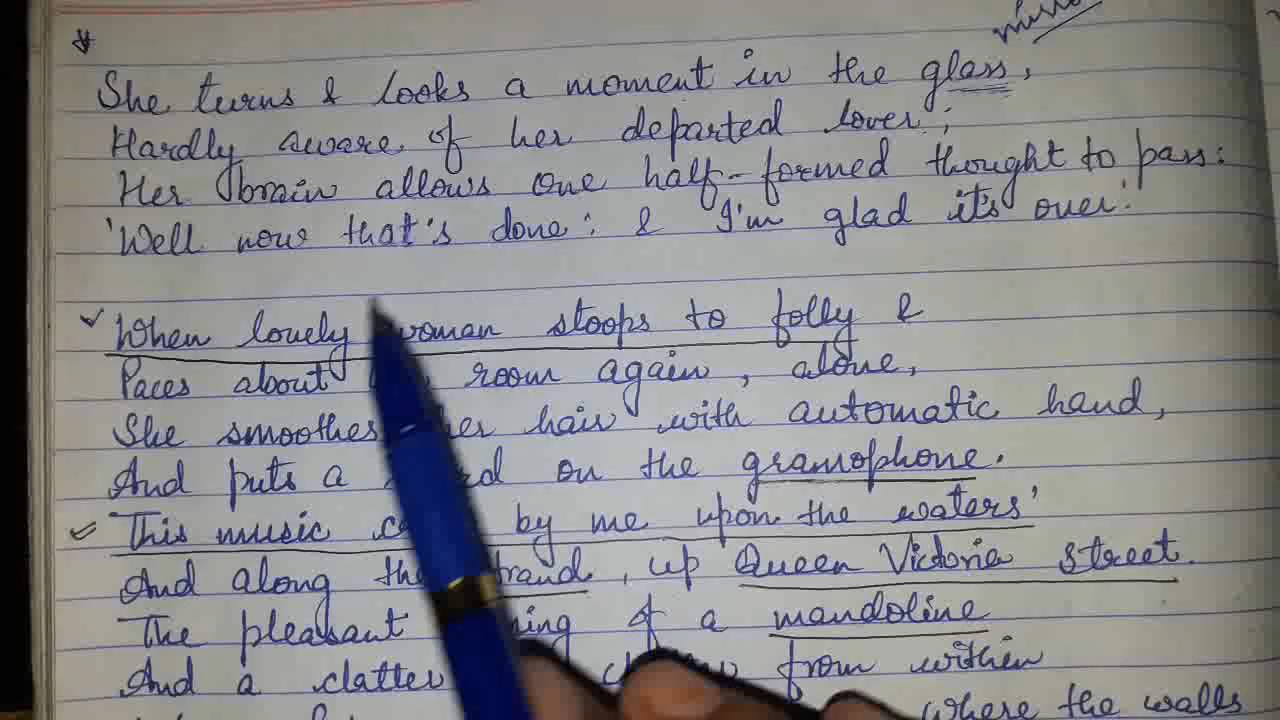 She turns & looks a moment in the glass,
Hardly aware of her departed lover;
Her brain allows one half-formed thought to pass:
'Well now that's done: & I'm glad it's over.'
When lovely woman stoops to folly &
Paces about room again, alone,
She smoothes her hair with automatic hand,
And puts a on the gramophone.
This music by me upon the waters'
And along the , up Queen Victoria street.
The pleasant of a mandoline
And a clatter from within
where the walls